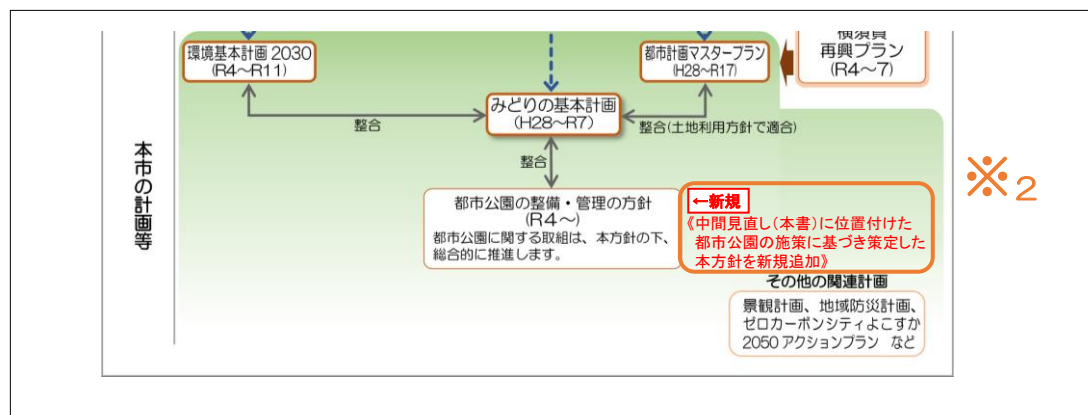 環境基本計画 2030
(R4～R11)
都市計画マスタープラン
(H28～R17)
横須賀
再興プラン
(R4～7)
みどりの基本計画
(H28～R7)
整合
整合(土地利用方針で適合)
整合
本市の計画等
都市公園の整備・管理の方針
(R4～)
都市公園に関する取組は、本方針の下、
総合的に推進します。
←新規
《中間見直し(本書)に位置付けた
都市公園の施策に基づき策定した
本方針を新規追加》
※2
その他の関連計画
景観計画、地域防災計画、
ゼロカーボンシティよこすか
2050 アクションプラン など